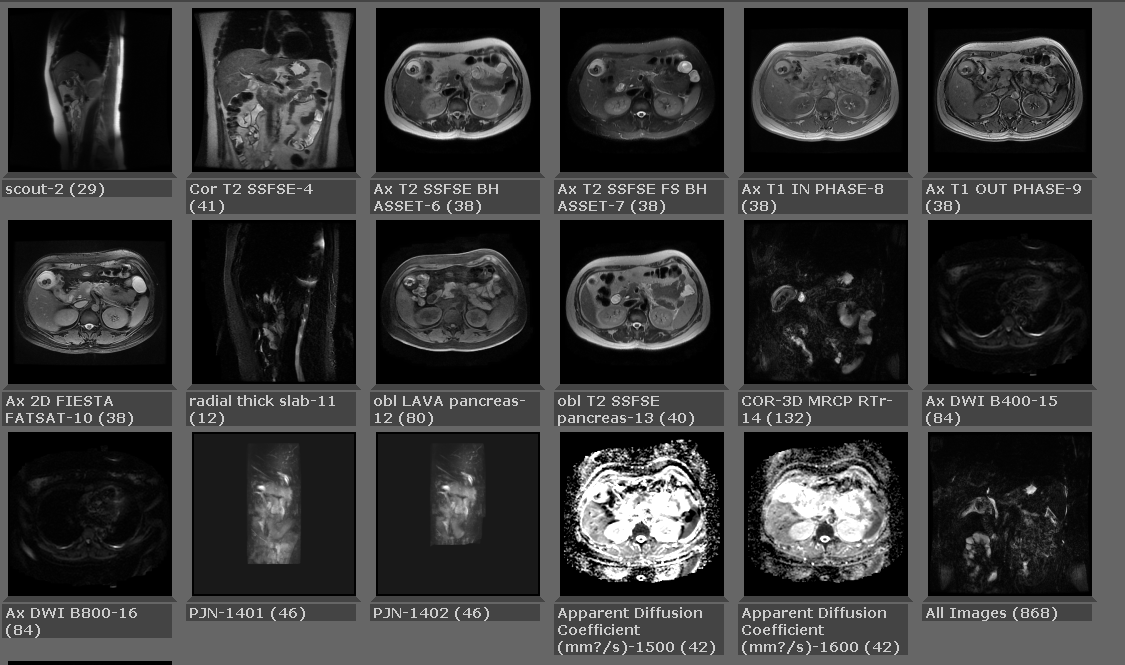 scout-2 (29)
Cor T2 SSFSE-4
(41)
Ax T2 SSFSE BH
ASSET-6 (38)
Ax T2 SSFSE FS BH
ASSET-7 (38)
Ax T1 IN PHASE-8
(38)
Ax T1 OUT PHASE-9
(38)
Ax 2D FIESTA
FATSAT-10 (38)
radial thick slab-11
(12)
obl LAVA pancreas-
12 (80)
obl T2 SSFSE
pancreas-13 (40)
COR-3D MRCP RTr-
14 (132)
Ax DWI B400-15
(84)
Ax DWI B800-16
(84)
PJN-1401 (46)
PJN-1402 (46)
Apparent Diffusion
Coefficient
(mm?/s)-1500 (42)
Apparent Diffusion
Coefficient
(mm?/s)-1600 (42)
All Images (868)